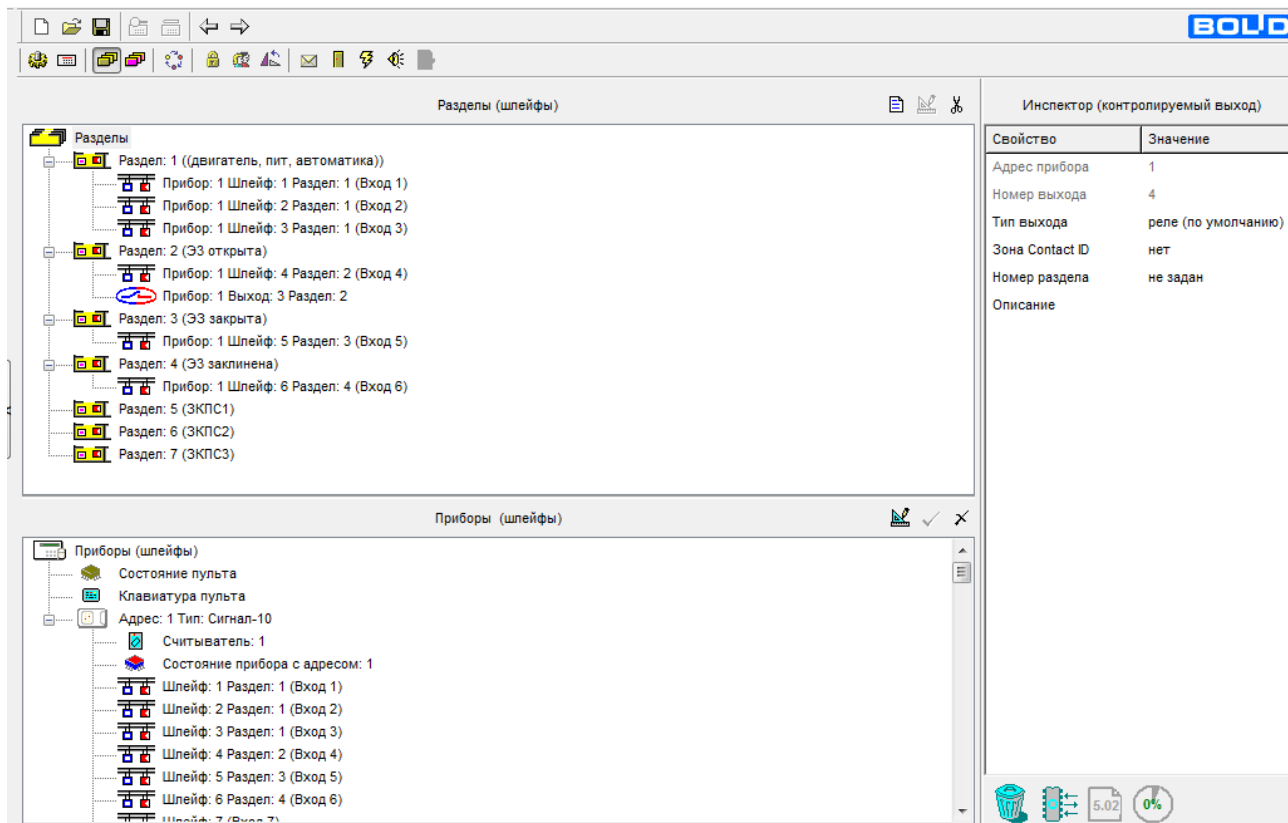 BOLID
Разделы (шлейфы)
Разделы
Раздел: 1 ((двигатель, пит, автоматика))
Прибор: 1 Шлейф: 1 Раздел: 1 (Вход 1)
Прибор: 1 Шлейф: 2 Раздел: 1 (Вход 2)
Прибор: 1 Шлейф: 3 Раздел: 1 (Вход 3)
Раздел: 2 (ЭЗ открыта)
Прибор: 1 Шлейф: 4 Раздел: 2 (Вход 4)
Прибор: 1 Выход: 3 Раздел: 2
Раздел: 3 (ЭЗ закрыта)
Прибор: 1 Шлейф: 5 Раздел: 3 (Вход 5)
Раздел: 4 (ЭЗ заклинена)
Прибор: 1 Шлейф: 6 Раздел: 4 (Вход 6)
Раздел: 5 (ЗКПС1)
Раздел: 6 (ЗКПС2)
Раздел: 7 (ЗКПС3)
Приборы (шлейфы)
Приборы (шлейфы)
Состояние пульта
Клавиатура пульта
Адрес: 1 Тип: Сигнал-10
Считыватель: 1
Состояние прибора с адресом: 1
Шлейф: 1 Раздел: 1 (Вход 1)
Шлейф: 2 Раздел: 1 (Вход 2)
Шлейф: 3 Раздел: 1 (Вход 3)
Шлейф: 4 Раздел: 2 (Вход 4)
Шлейф: 5 Раздел: 3 (Вход 5)
Шлейф: 6 Раздел: 4 (Вход 6)
Шлейф: 7 (Вход 7)
Инспектор (контролируемый выход)
Свойство Значение
Адрес прибора 1
Номер выхода 4
Тип выхода реле (по умолчанию)
Зона Contact ID нет
Номер раздела не задан
Описание
5.02 0%